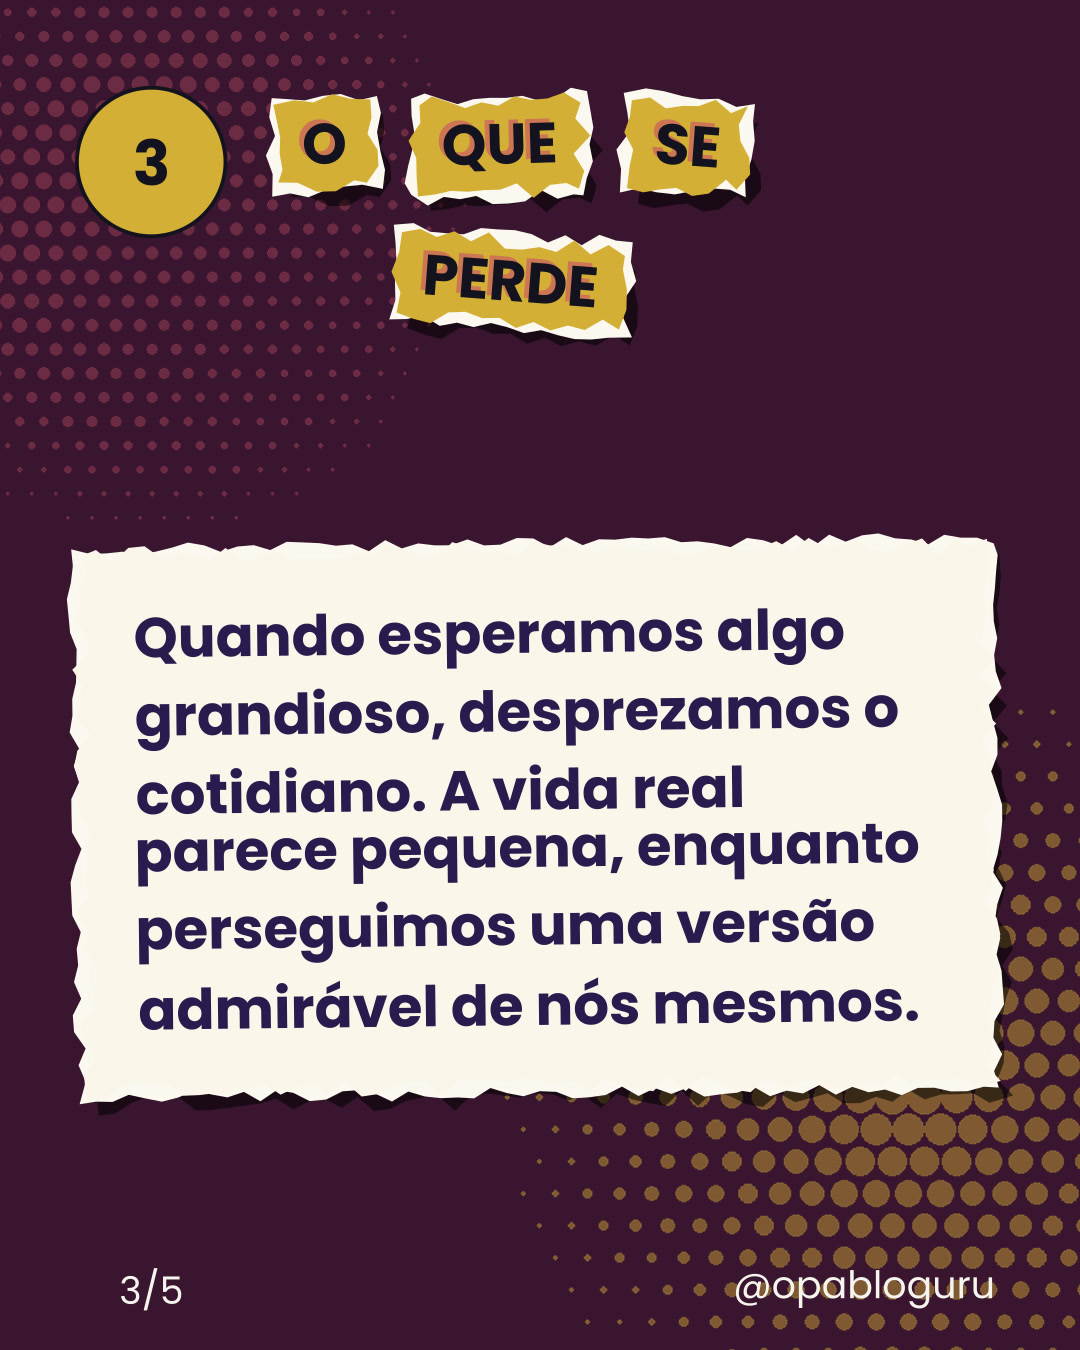 3
O QUE SE
PERDE
Quando esperamos algo
grandioso, desprezamos o
cotidiano. A vida real
parece pequena, enquanto
perseguimos uma versão
admirável de nós mesmos.
3/5
@opabloguru